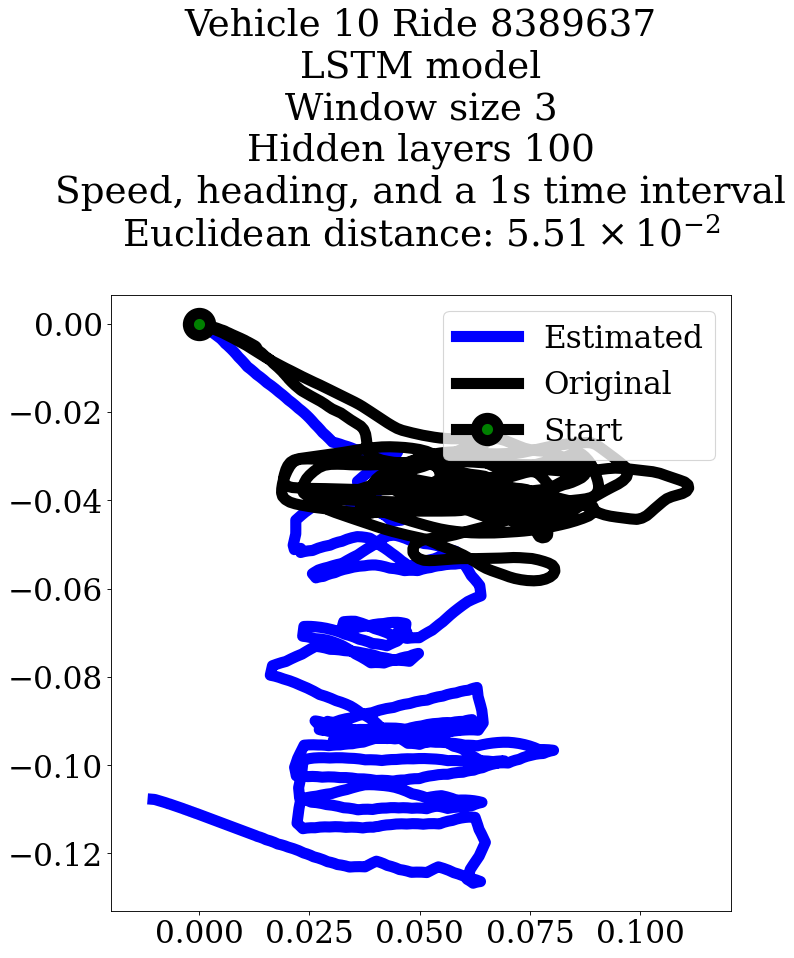 Vehicle 10 Ride 8389637
LSTM model
Window size 3
Hidden layers 100
Speed, heading, and a 1s time interval
Euclidean distance: 5.51 × 10⁻²
Estimated
Original
Start
0.00
−0.02
−0.04
−0.06
−0.08
−0.10
−0.12
0.000 0.025 0.050 0.075 0.100